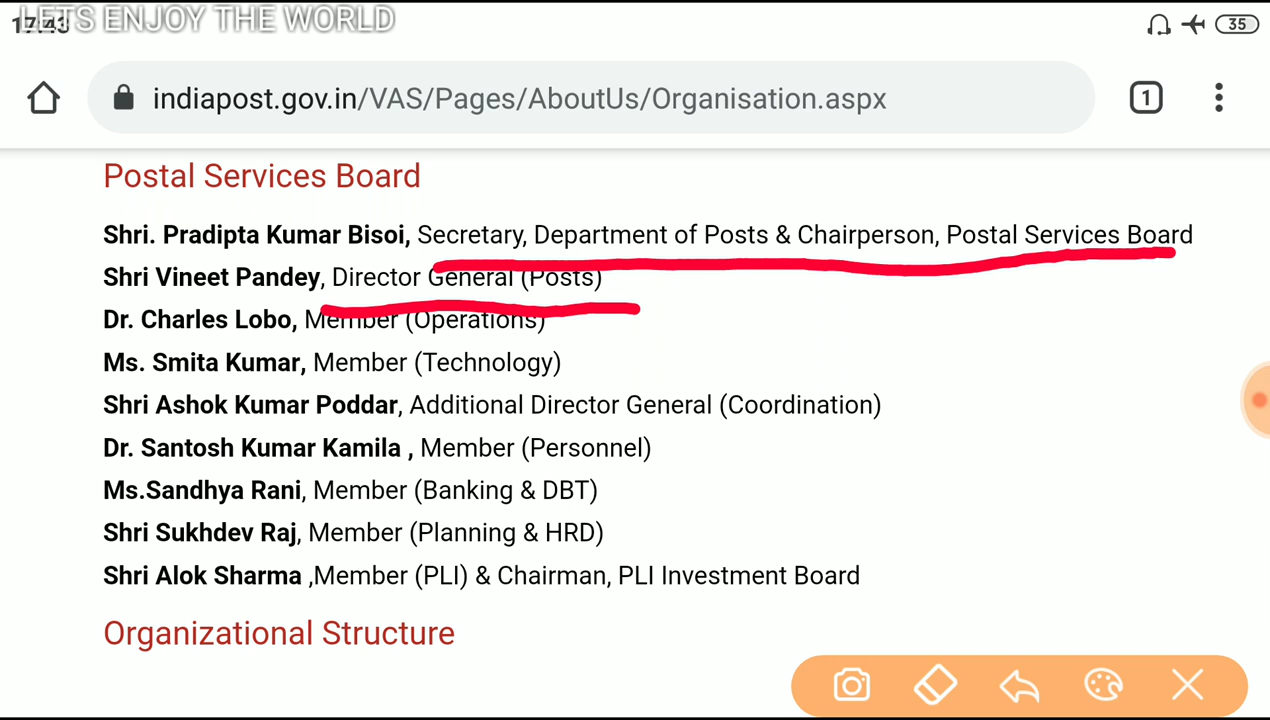 LETS ENJOY THE WORLD
17:43
35
indiapost.gov.in/VAS/Pages/AboutUs/Organisation.aspx
1
Postal Services Board
Shri. Pradipta Kumar Bisoi, Secretary, Department of Posts & Chairperson, Postal Services Board
Shri Vineet Pandey, Director General (Posts)
Dr. Charles Lobo, Member (Operations)
Ms. Smita Kumar, Member (Technology)
Shri Ashok Kumar Poddar, Additional Director General (Coordination)
Dr. Santosh Kumar Kamila , Member (Personnel)
Ms.Sandhya Rani, Member (Banking & DBT)
Shri Sukhdev Raj, Member (Planning & HRD)
Shri Alok Sharma ,Member (PLI) & Chairman, PLI Investment Board
Organizational Structure